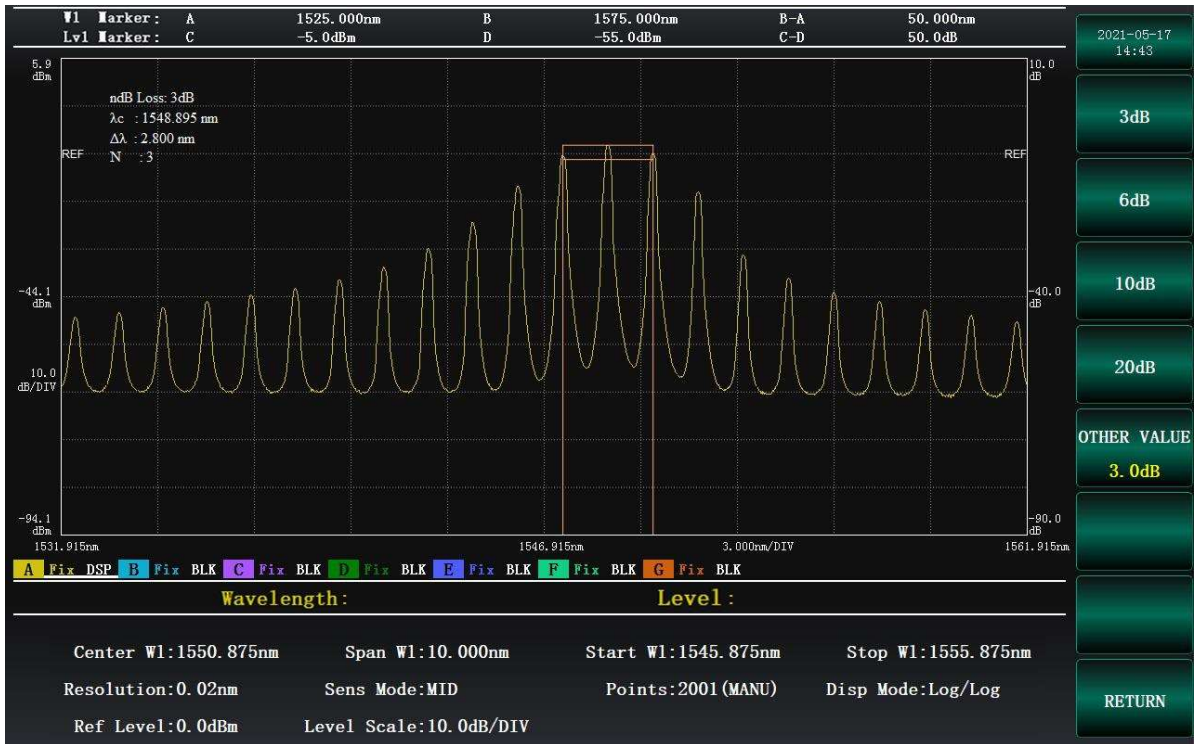 Wl Marker: A 1525.000nm B 1575.000nm B-A 50.000nm
Lvl Marker: C -5.0dBm D -55.0dBm C-D 50.0dB
2021-05-17
14:43
5.9
dBm
10.0
dB
ndB Loss: 3dB
λc : 1548.895 nm
Δλ : 2.800 nm
N : 3
REF
REF
-44.1
dBm
-40.0
dB
10.0
dB/DIV
-94.1
dBm
-90.0
dB
1531.915nm 1546.915nm 3.000nm/DIV 1561.915nm
A Fix DSP B Fix BLK C Fix BLK D Fix BLK E Fix BLK F Fix BLK G Fix BLK
Wavelength: Level:
Center Wl:1550.875nm Span Wl:10.000nm Start Wl:1545.875nm Stop Wl:1555.875nm
Resolution:0.02nm Sens Mode:MID Points:2001(MANU) Disp Mode:Log/Log
Ref Level:0.0dBm Level Scale:10.0dB/DIV
3dB
6dB
10dB
20dB
OTHER VALUE
3.0dB
RETURN